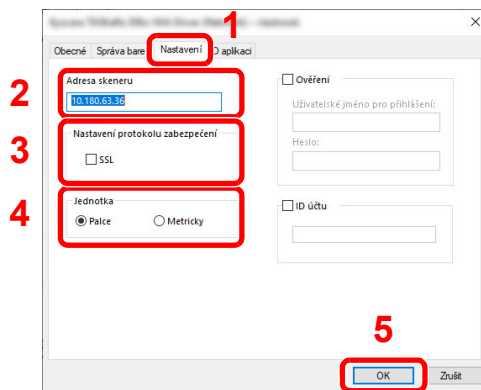 1
Obecné Správa bare Nastavení O aplikaci
2
Adresa skeneru
10.180.63.36
3
Nastavení protokolu zabezpečení
SSL
4
Jednotka
Palce Metricky
Ověření
Uživatelské jméno pro přihlášení:
Heslo:
ID účtu
5
OK Zrušit